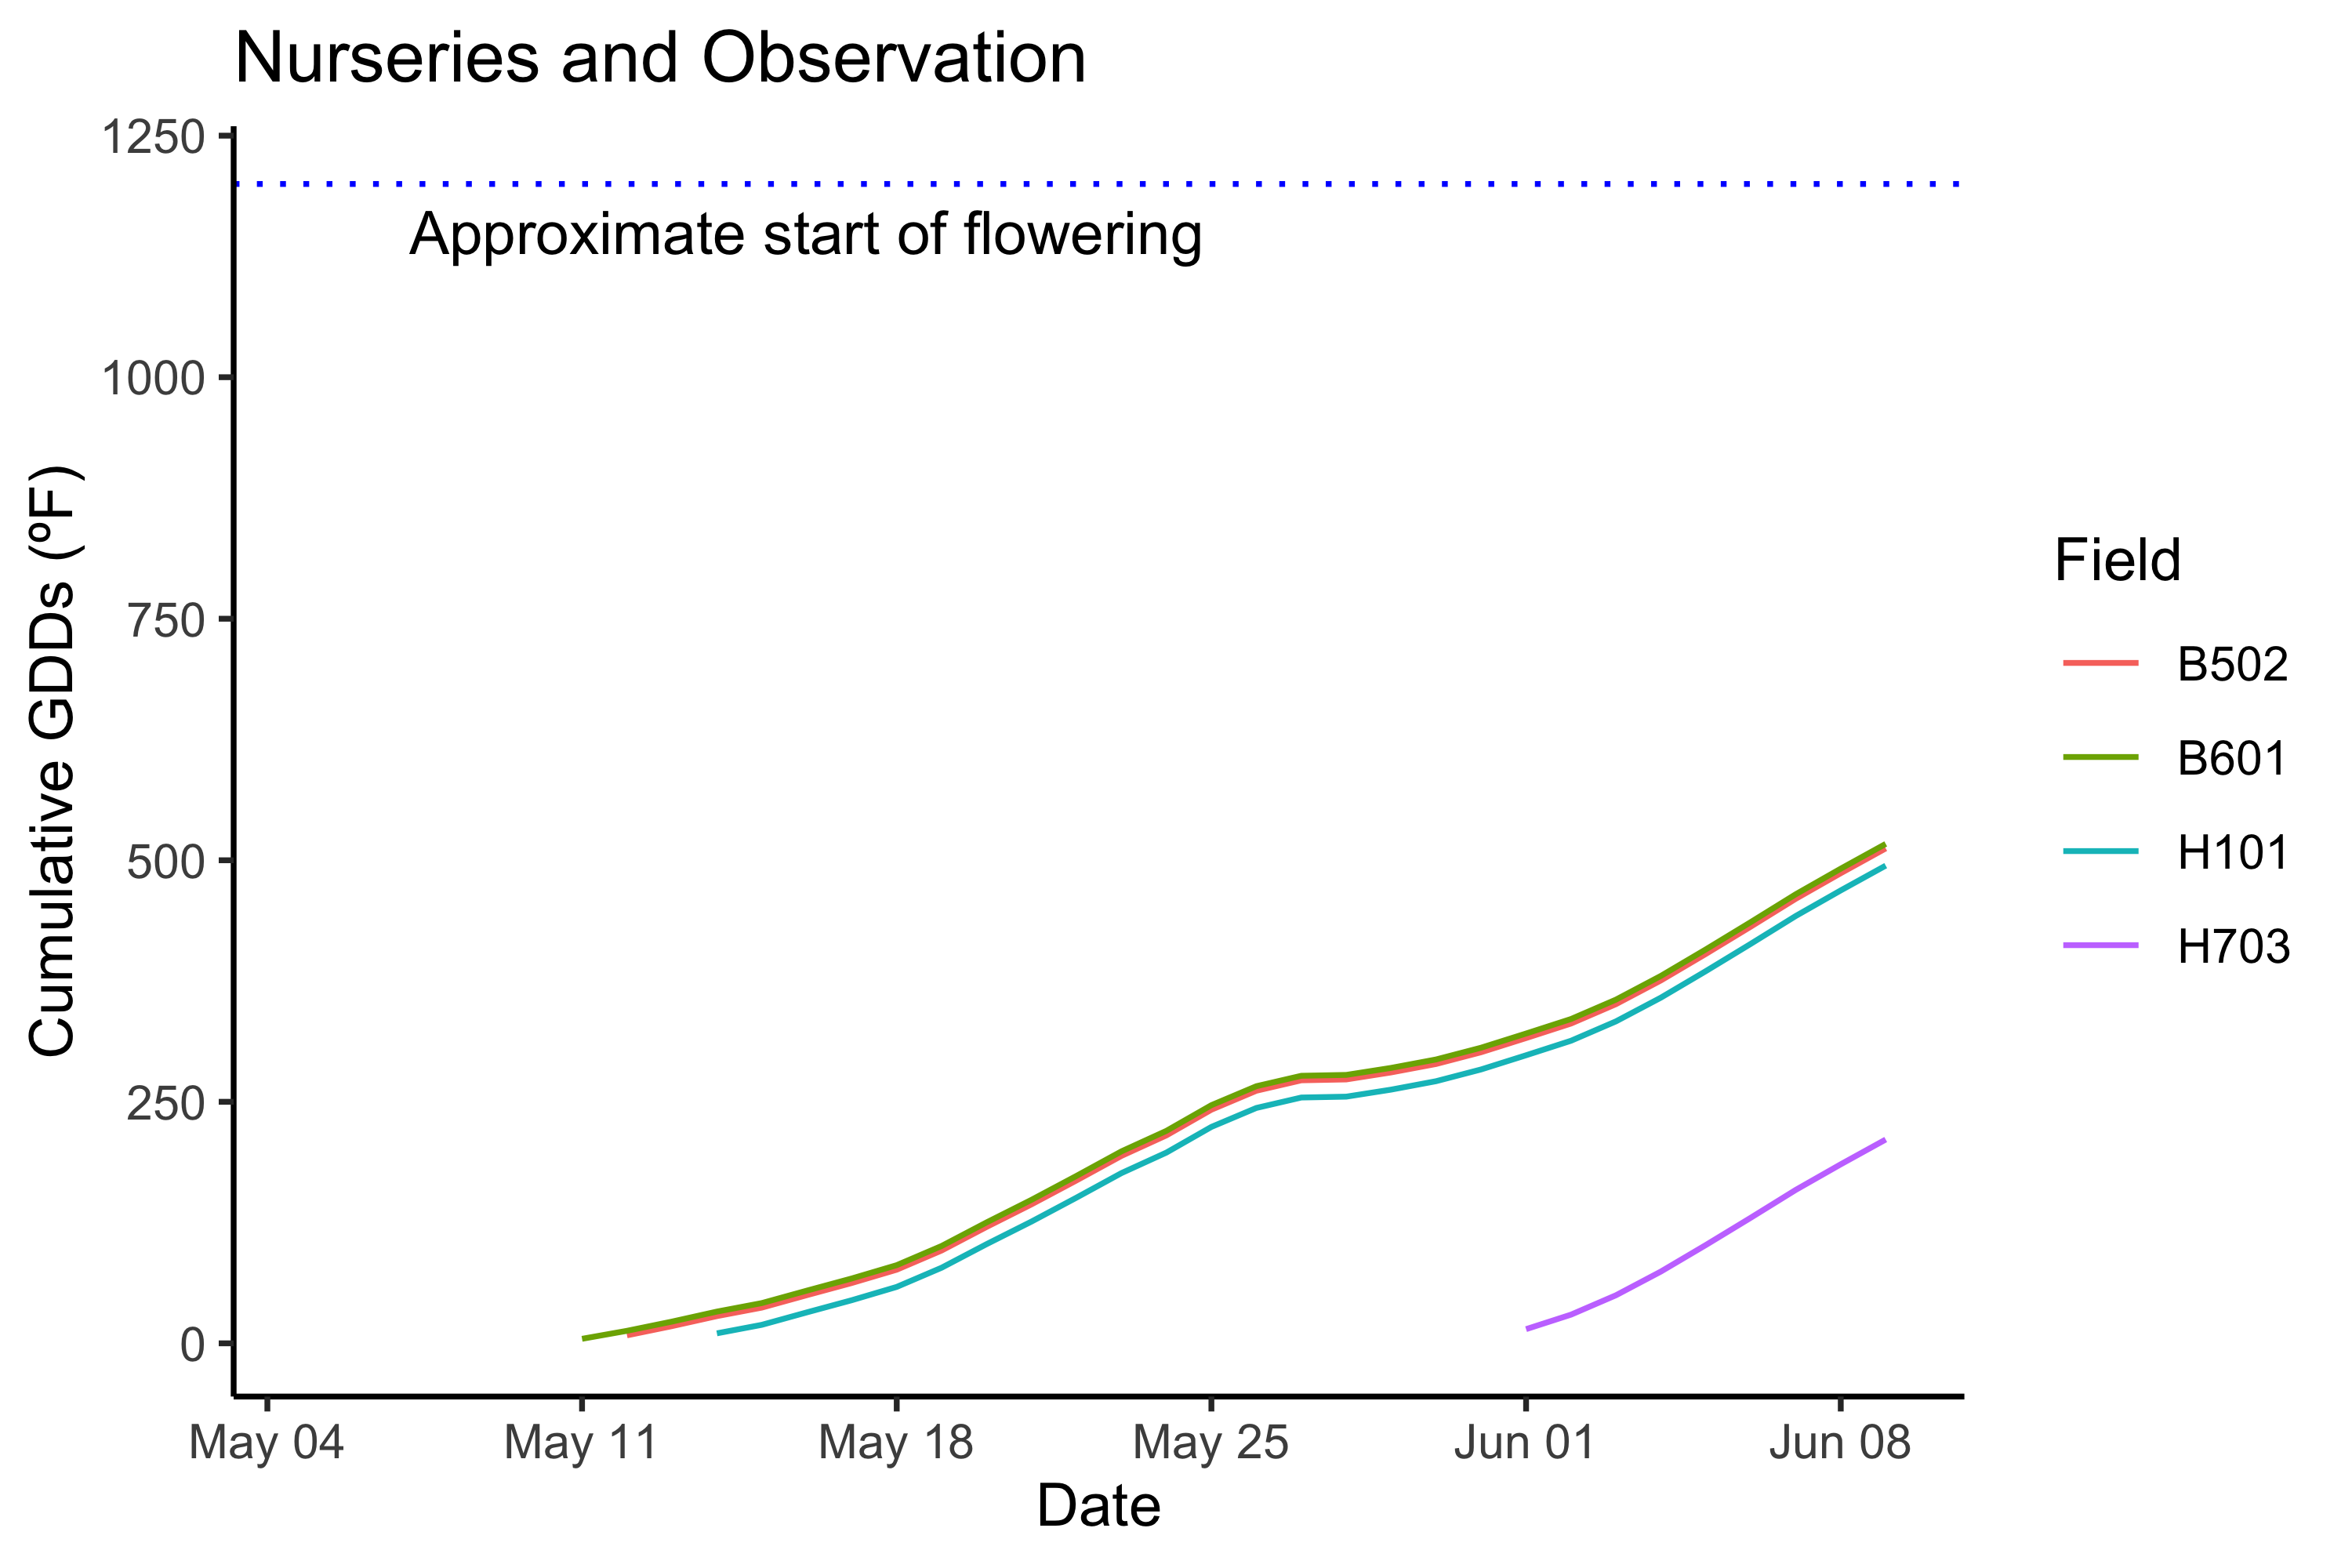 Nurseries and Observation
1250
Approximate start of flowering
1000
750
500
250
0
Cumulative GDDs (ºF)
May 04
May 11
May 18
May 25
Jun 01
Jun 08
Date
Field
B502
B601
H101
H703